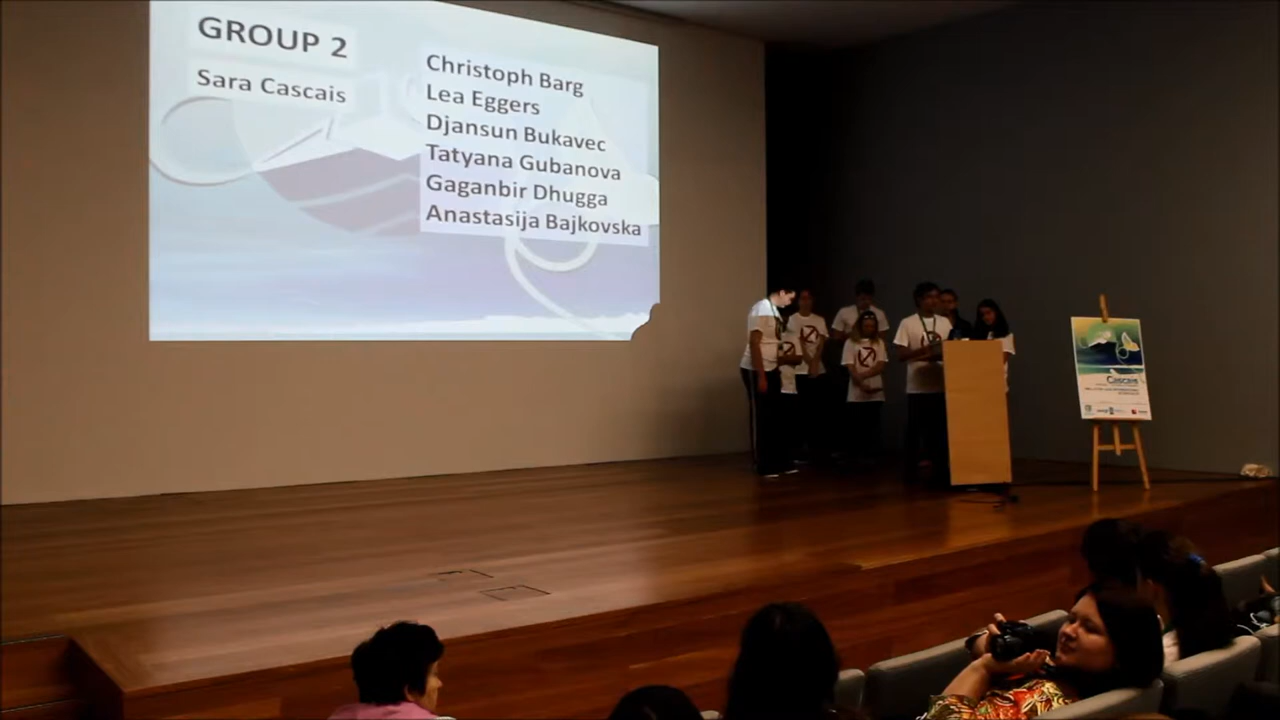 GROUP 2
Sara Cascais
Christoph Barg
Lea Eggers
Djansun Bukavec
Tatyana Gubanova
Gaganbir Dhugga
Anastasija Bajkovska
Cascais